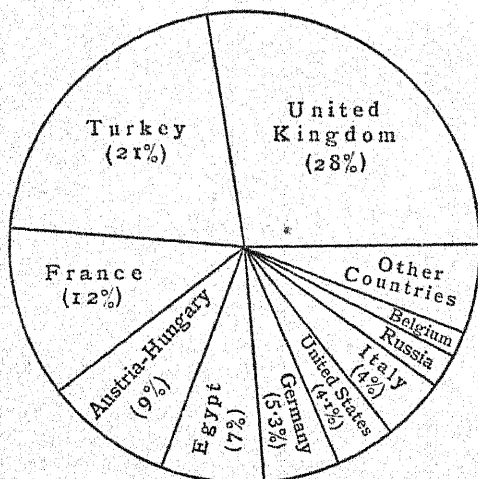 United
Kingdom
(28%)
Turkey
(21%)
France
(12%)
Austria-Hungary
(9%)
Egypt
(7%)
Germany
(5·3%)
United States
(4·1%)
Italy
(4%)
Russia
Belgium
Other
Countries